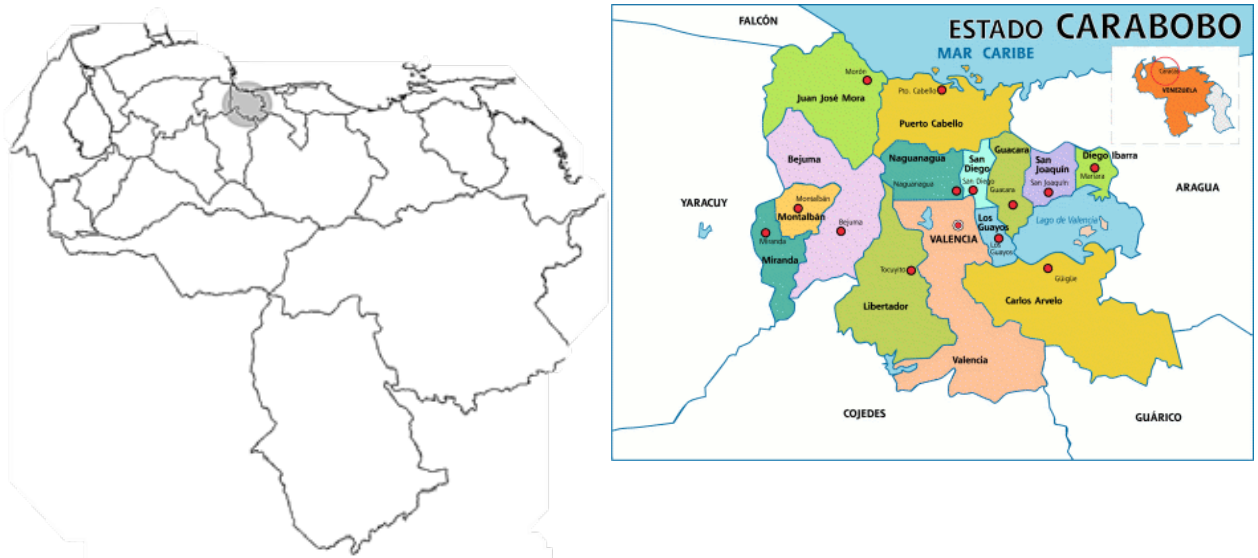 ESTADO CARABOBO
FALCÓN
MAR CARIBE
Caracas
VENEZUELA
Morón
Juan José Mora
Pto. Cabello
Puerto Cabello
Bejuma
Naguanagua
San
Diego
Guacara
San
Joaquín
Diego Ibarra
Mariara
Naguanagua
San Diego
Guacara
San Joaquín
ARAGUA
YARACUY
Montalbán
Montalbán
Bejuma
Miranda
Miranda
VALENCIA
Los
Guayos
Los
Guayos
Lago de Valencia
Tocuyito
Güigüe
Libertador
Carlos Arvelo
Valencia
COJEDES
GUÁRICO